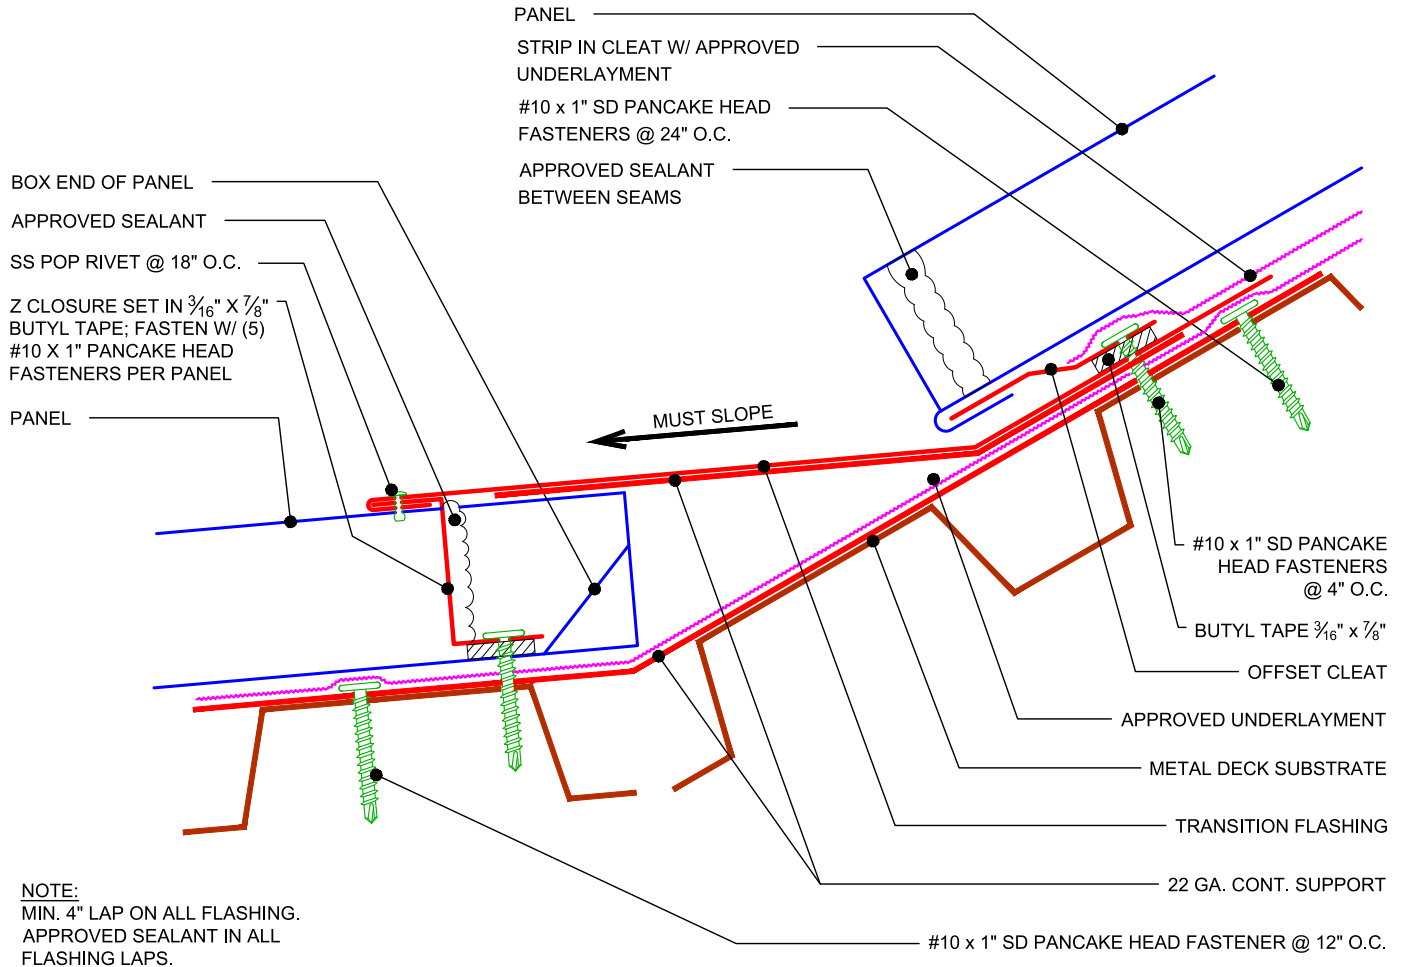 PANEL
STRIP IN CLEAT W/ APPROVED
UNDERLAYMENT
#10 x 1" SD PANCAKE HEAD
FASTENERS @ 24" O.C.
APPROVED SEALANT
BETWEEN SEAMS
BOX END OF PANEL
APPROVED SEALANT
SS POP RIVET @ 18" O.C.
Z CLOSURE SET IN 3/16" X 7/8"
BUTYL TAPE; FASTEN W/ (5)
#10 X 1" PANCAKE HEAD
FASTENERS PER PANEL
PANEL
MUST SLOPE
#10 x 1" SD PANCAKE
HEAD FASTENERS
@ 4" O.C.
BUTYL TAPE 3/16" x 7/8"
OFFSET CLEAT
APPROVED UNDERLAYMENT
METAL DECK SUBSTRATE
TRANSITION FLASHING
22 GA. CONT. SUPPORT
#10 x 1" SD PANCAKE HEAD FASTENER @ 12" O.C.
NOTE:
MIN. 4" LAP ON ALL FLASHING.
APPROVED SEALANT IN ALL
FLASHING LAPS.